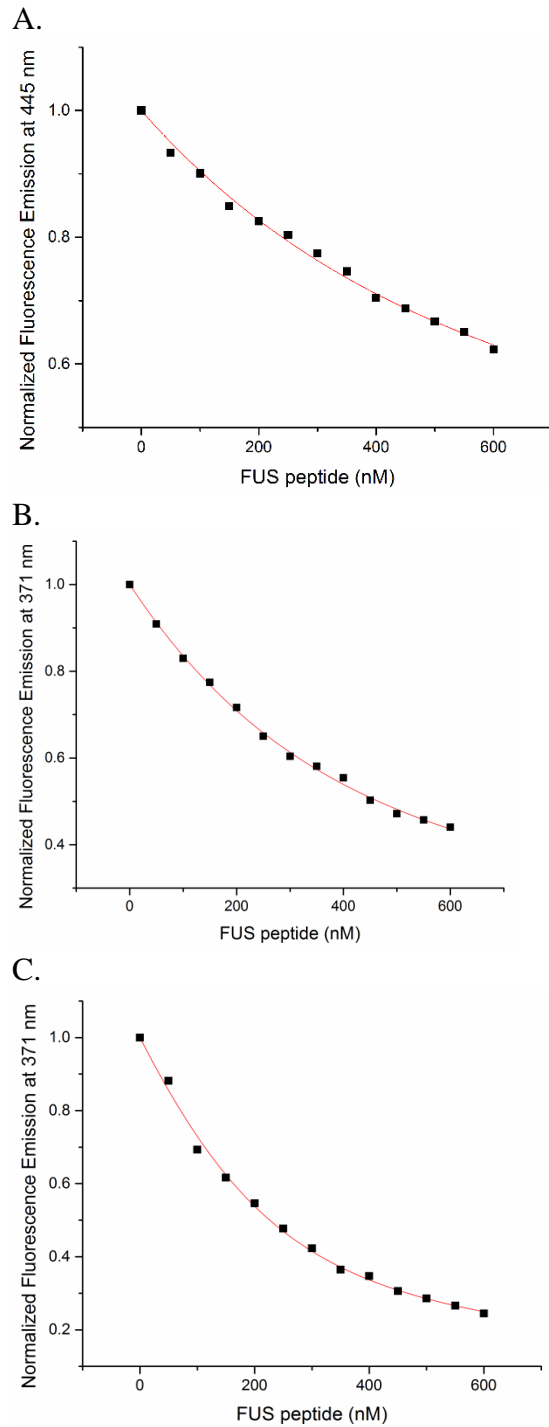 A.
Normalized Fluorescence Emission at 445 nm
1.0
0.8
0.6
0 200 400 600
FUS peptide (nM)
B.
Normalized Fluorescence Emission at 371 nm
1.0
0.8
0.6
0.4
0 200 400 600
FUS peptide (nM)
C.
Normalized Fluorescence Emission at 371 nm
1.0
0.8
0.6
0.4
0.2
0 200 400 600
FUS peptide (nM)